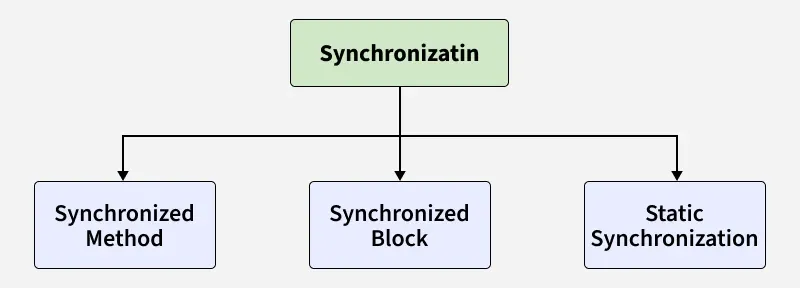 Synchronizatin
Synchronized
Method
Synchronized
Block
Static
Synchronization